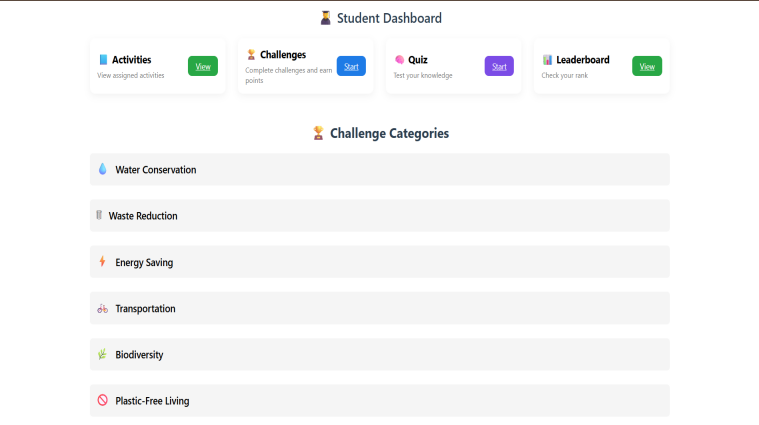 Student Dashboard
Activities
View assigned activities
View
Challenges
Complete challenges and earn
points
Start
Quiz
Test your knowledge
Start
Leaderboard
Check your rank
View
Challenge Categories
Water Conservation
Waste Reduction
Energy Saving
Transportation
Biodiversity
Plastic-Free Living